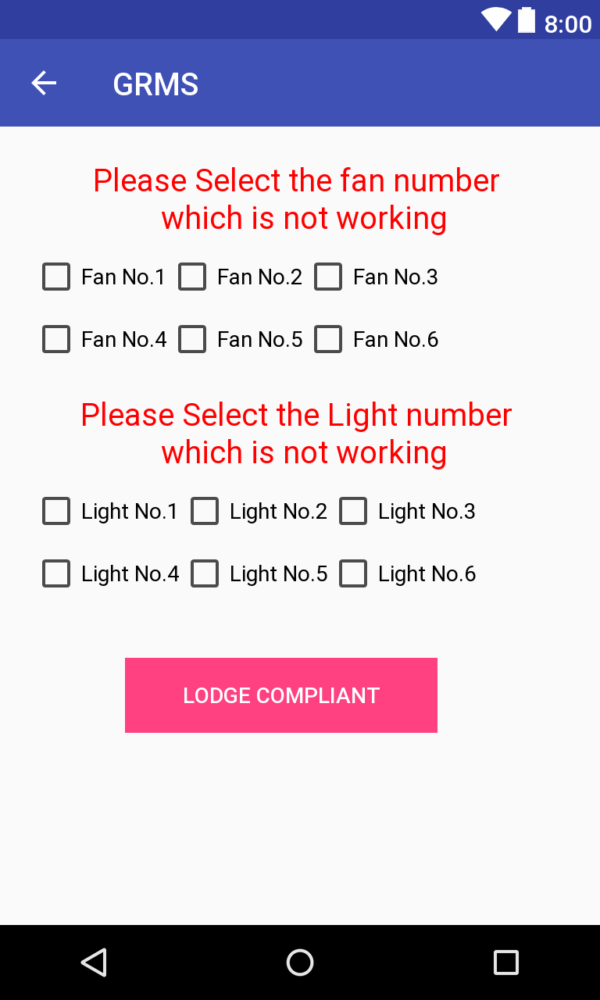 8:00
GRMS
Please Select the fan number
which is not working
Fan No.1 Fan No.2 Fan No.3
Fan No.4 Fan No.5 Fan No.6
Please Select the Light number
which is not working
Light No.1 Light No.2 Light No.3
Light No.4 Light No.5 Light No.6
LODGE COMPLIANT